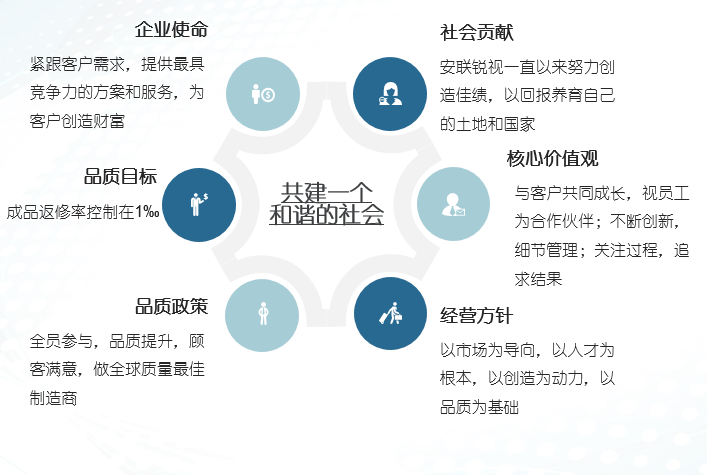 企业使命
紧跟客户需求，提供最具
竞争力的方案和服务，为
客户创造财富
社会贡献
安联锐视一直以来努力创
造佳绩，以回报养育自己
的土地和国家
品质目标
成品返修率控制在1‰
共建一个
和谐的社会
核心价值观
与客户共同成长，视员工
为合作伙伴；不断创新，
细节管理；关注过程，追
求结果
品质政策
全员参与，品质提升，顾
客满意，做全球质量最佳
制造商
经营方针
以市场为导向，以人才为
根本，以创造为动力，以
品质为基础